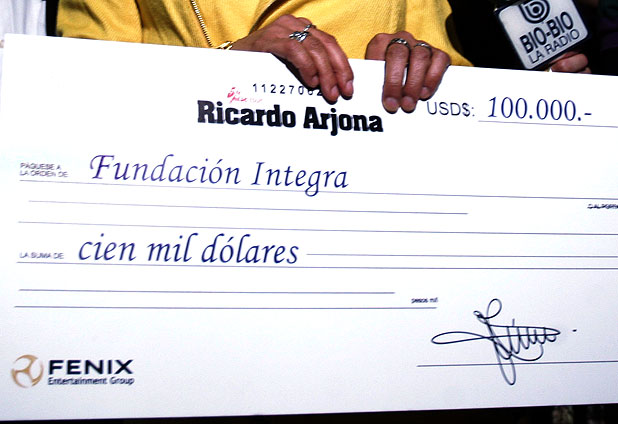 BIO-BIO
LA RADIO
Ricardo Arjona
USD$: 100.000.-
PAGUESE A
LA ORDEN DE
Fundación Integra
LA SUMA DE
cien mil dólares
pesos m/l
FENIX
Entertainment Group